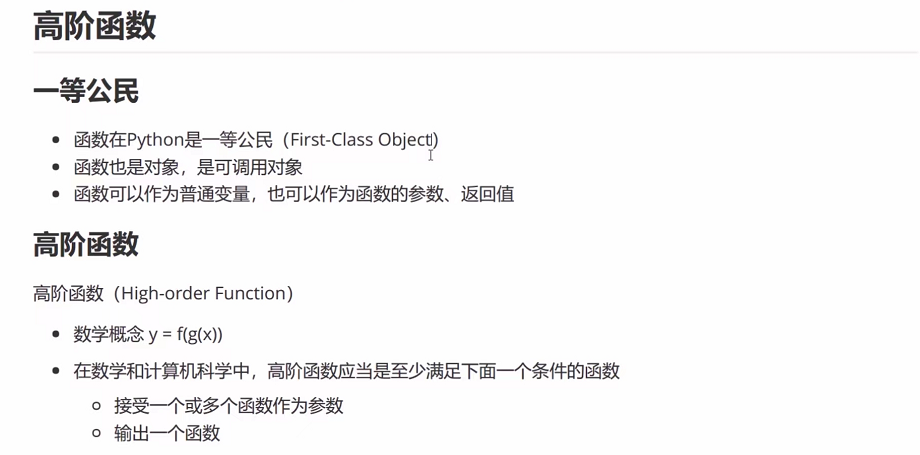 高阶函数
一等公民
函数在Python是一等公民（First-Class Object）
函数也是对象，是可调用对象
函数可以作为普通变量，也可以作为函数的参数、返回值
高阶函数
高阶函数（High-order Function）
数学概念 y = f(g(x))
在数学和计算机科学中，高阶函数应当是至少满足下面一个条件的函数
接受一个或多个函数作为参数
输出一个函数